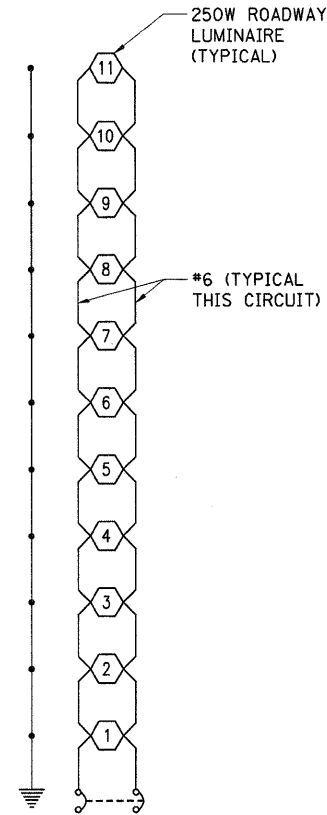 250W ROADWAY
LUMINAIRE
(TYPICAL)
11
10
9
8
#6 (TYPICAL
THIS CIRCUIT)
7
6
5
4
3
2
1